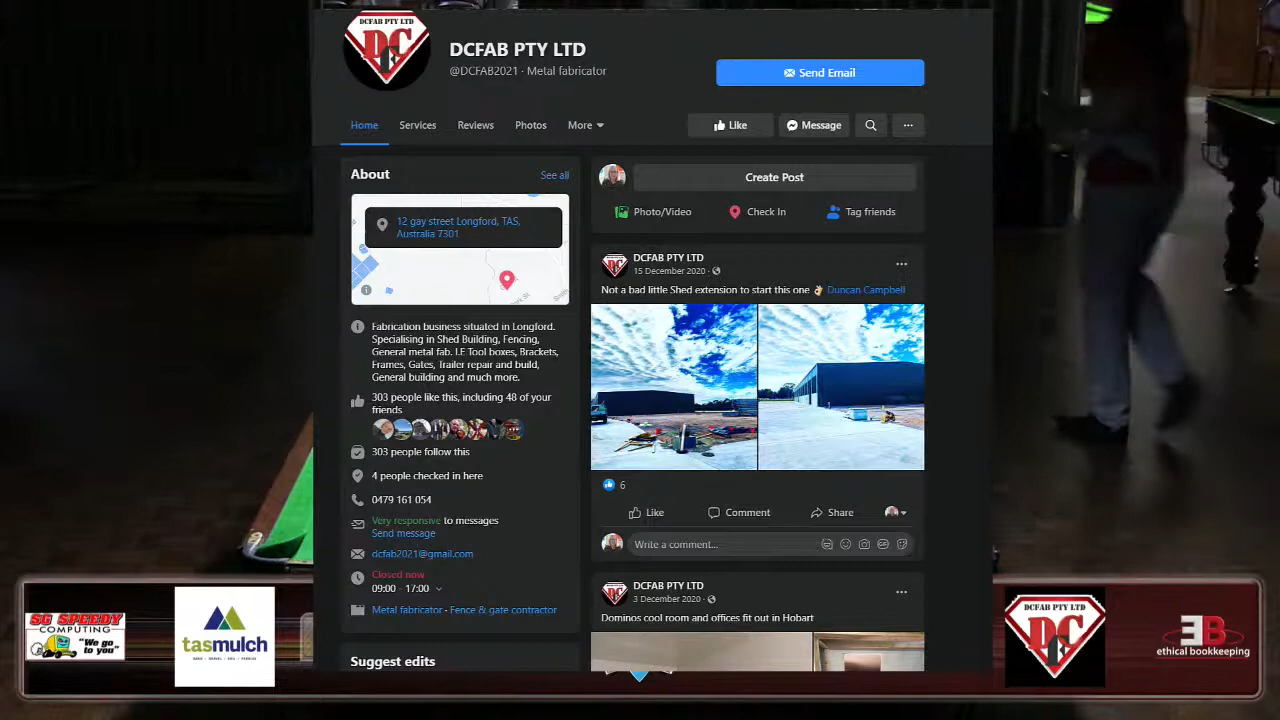 DCFAB PTY LTD
DC
DCFAB PTY LTD
@DCFAB2021 · Metal fabricator
Send Email
Home
Services
Reviews
Photos
More
Like
Message
About
See all
12 gay street Longford, TAS,
Australia 7301
Fabrication business situated in Longford.
Specialising in Shed Building, Fencing,
General metal fab. I.E Tool boxes, Brackets,
Frames, Gates, Trailer repair and build,
General building and much more.
303 people like this, including 48 of your
friends
303 people follow this
4 people checked in here
0479 161 054
Very responsive to messages
Send message
dcfab2021@gmail.com
Closed now
09:00 - 17:00
Metal fabricator · Fence & gate contractor
Suggest edits
Create Post
Photo/Video
Check In
Tag friends
DCFAB PTY LTD
15 December 2020 ·
Not a bad little Shed extension to start this one 👌🏼 Duncan Campbell
6
Like
Comment
Share
Write a comment...
GIF
DCFAB PTY LTD
3 December 2020 ·
Dominos cool room and offices fit out in Hobart
SG SPEEDY
COMPUTING
"We go
to you"
tasmulch
DCFAB PTY LTD
DC
EB
ethical bookkeeping